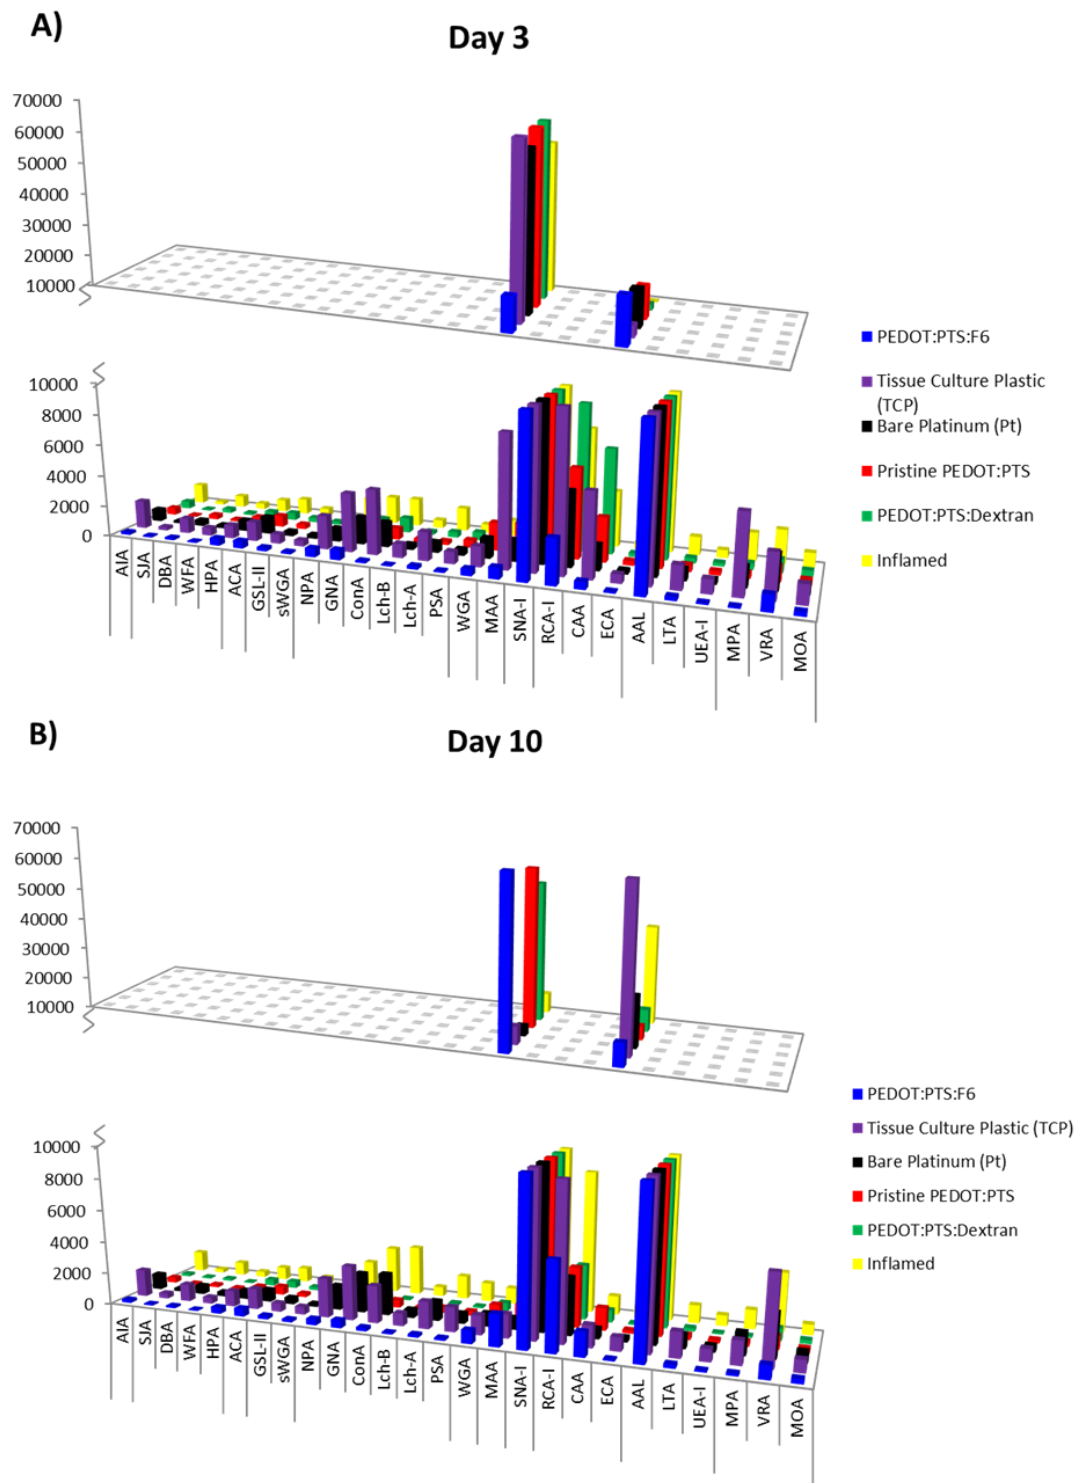 A)
Day 3
70000
60000
50000
40000
30000
20000
10000
10000
8000
6000
4000
2000
0
AIA
SJA
DBA
WFA
HPA
ACA
GSL-II
sWGA
NPA
GNA
ConA
Lch-B
Lch-A
PSA
WGA
MAA
SNA-I
RCA-I
CAA
ECA
AAL
LTA
UEA-I
MPA
VRA
MOA
PEDOT:PTS:F6
Tissue Culture Plastic
(TCP)
Bare Platinum (Pt)
Pristine PEDOT:PTS
PEDOT:PTS:Dextran
Inflamed
B)
Day 10
70000
60000
50000
40000
30000
20000
10000
10000
8000
6000
4000
2000
0
AIA
SJA
DBA
WFA
HPA
ACA
GSL-II
sWGA
NPA
GNA
ConA
Lch-B
Lch-A
PSA
WGA
MAA
SNA-I
RCA-I
CAA
ECA
AAL
LTA
UEA-I
MPA
VRA
MOA
PEDOT:PTS:F6
Tissue Culture Plastic (TCP)
Bare Platinum (Pt)
Pristine PEDOT:PTS
PEDOT:PTS:Dextran
Inflamed